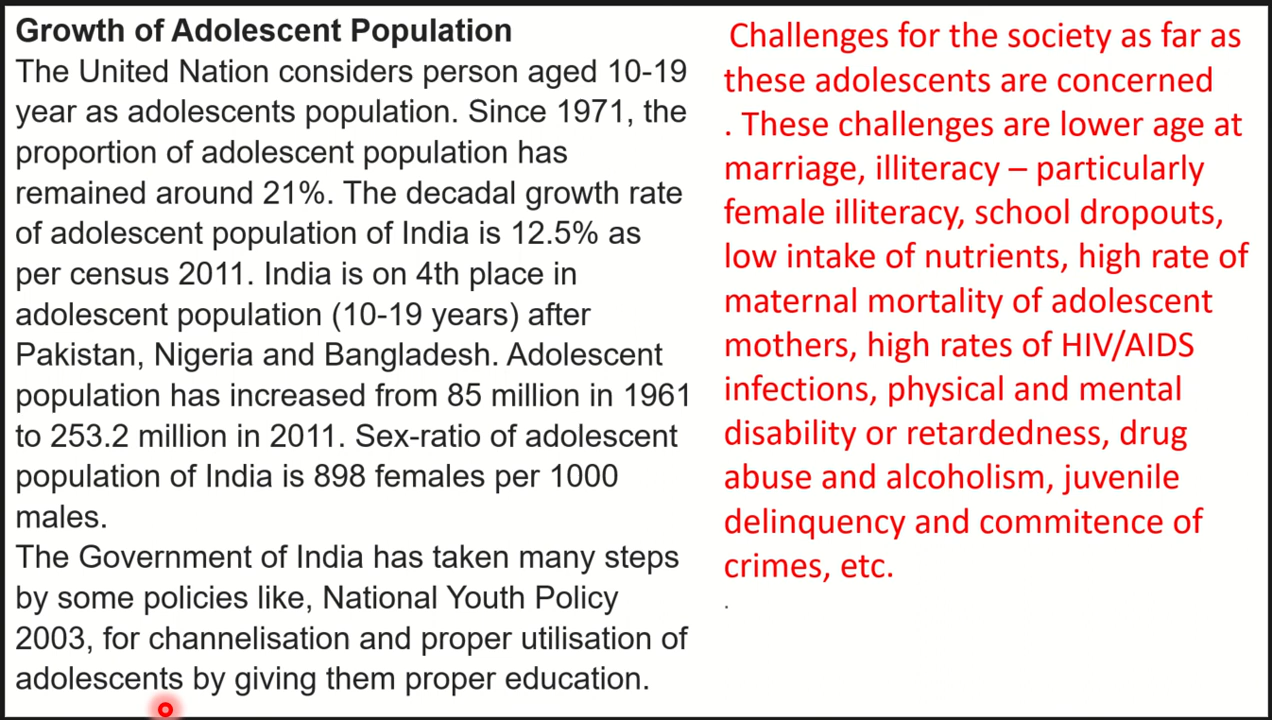 Growth of Adolescent Population
The United Nation considers person aged 10-19
year as adolescents population. Since 1971, the
proportion of adolescent population has
remained around 21%. The decadal growth rate
of adolescent population of India is 12.5% as
per census 2011. India is on 4th place in
adolescent population (10-19 years) after
Pakistan, Nigeria and Bangladesh. Adolescent
population has increased from 85 million in 1961
to 253.2 million in 2011. Sex-ratio of adolescent
population of India is 898 females per 1000
males.
The Government of India has taken many steps
by some policies like, National Youth Policy
2003, for channelisation and proper utilisation of
adolescents by giving them proper education.
Challenges for the society as far as
these adolescents are concerned
. These challenges are lower age at
marriage, illiteracy – particularly
female illiteracy, school dropouts,
low intake of nutrients, high rate of
maternal mortality of adolescent
mothers, high rates of HIV/AIDS
infections, physical and mental
disability or retardedness, drug
abuse and alcoholism, juvenile
delinquency and commitence of
crimes, etc.
.